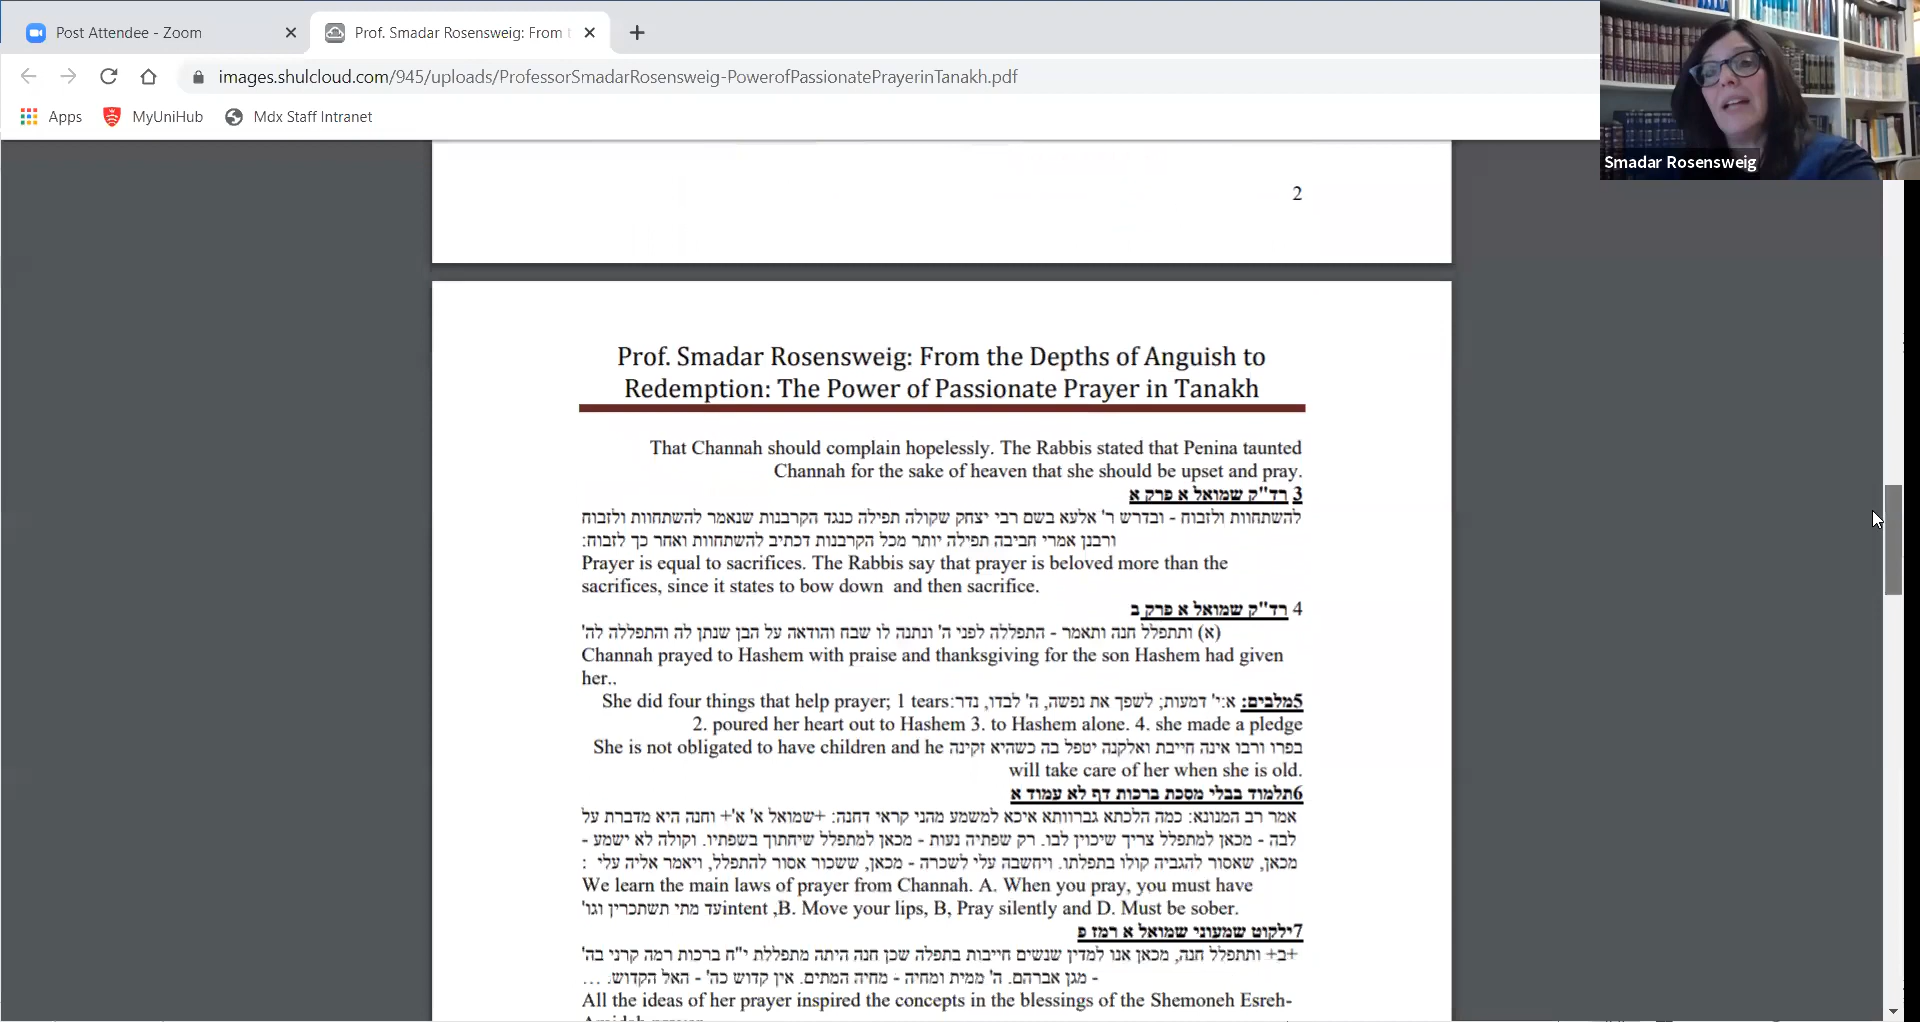 Post Attendee - Zoom
Prof. Smadar Rosensweig: From t
images.shulcloud.com/945/uploads/ProfessorSmadarRosensweig-PowerofPassionatePrayerinTanakh.pdf
Apps
MyUniHub
Mdx Staff Intranet
Smadar Rosensweig
2
Prof. Smadar Rosensweig: From the Depths of Anguish to
Redemption: The Power of Passionate Prayer in Tanakh
That Channah should complain hopelessly. The Rabbis stated that Penina taunted
Channah for the sake of heaven that she should be upset and pray.
3 רד"ק שמואל א פרק א
להשתחוות ולזבוח - ובדרש ר' אלעא בשם רבי יצחק שקולה תפילה כנגד הקרבנות שנאמר להשתחוות ולזבוח
ורבנן אמרי חביבה תפילה יותר מכל הקרבנות דכתיב להשתחוות ואחר כך לזבוח:
Prayer is equal to sacrifices. The Rabbis say that prayer is beloved more than the
sacrifices, since it states to bow down  and then sacrifice.
4 רד"ק שמואל א פרק ב
(א) ותתפלל חנה ותאמר - התפללה לפני ה' ונתנה לו שבח והודאה על הבן שנתן לה והתפללה לה'
Channah prayed to Hashem with praise and thanksgiving for the son Hashem had given
her..
5מלבים: א:י' דמעות; לשפך את נפשה, ה' לבדו, נדר:She did four things that help prayer; 1 tears
2. poured her heart out to Hashem 3. to Hashem alone. 4. she made a pledge
בפרו ורבו אינה חייבת ואלקנה יטפל בה כשהיא זקינה She is not obligated to have children and he
will take care of her when she is old.
6תלמוד בבלי מסכת ברכות דף לא עמוד א
אמר רב המנונא: כמה הלכתא גברוותא איכא למשמע מהני קראי דחנה: +שמואל א' א'+ וחנה היא מדברת על
לבה - מכאן למתפלל צריך שיכוין לבו. רק שפתיה נעות - מכאן למתפלל שיחתוך בשפתיו. וקולה לא ישמע -
מכאן, שאסור להגביה קולו בתפלתו. ויחשבה עלי לשכרה - מכאן, ששכור אסור להתפלל, ויאמר אליה עלי :
We learn the main laws of prayer from Channah. A. When you pray, you must have
עד מתי תשתכרין וגו'intent ,B. Move your lips, B, Pray silently and D. Must be sober.
7ילקוט שמעוני שמואל א רמז פ
+ב+ ותתפלל חנה, מכאן אנו למדין שנשים חייבות בתפלה שכן חנה היתה מתפללת י"ח ברכות רמה קרני בה'
- מגן אברהם. ה' ממית ומחיה - מחיה המתים. אין קדוש כה' - האל הקדוש. ...
All the ideas of her prayer inspired the concepts in the blessings of the Shemoneh Esreh-